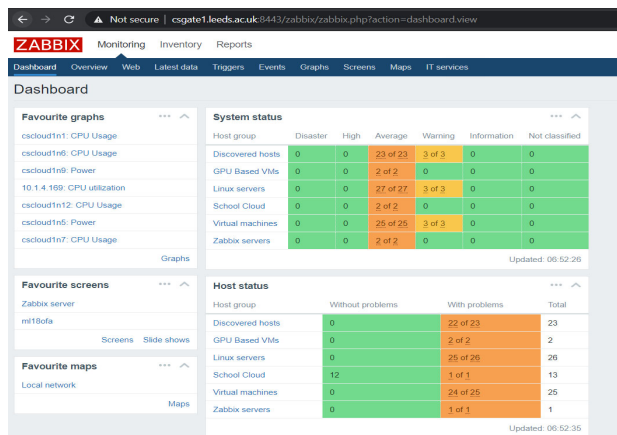 Not secure | csgate1.leeds.ac.uk:8443/zabbix/zabbix.php?action=dashboard.view
ZABBIX Monitoring Inventory Reports
Dashboard Overview Web Latest data Triggers Events Graphs Screens Maps IT services
Dashboard
Favourite graphs
cscloud1n1: CPU Usage
cscloud1n6: CPU Usage
cscloud1n9: Power
10.1.4.169: CPU utilization
cscloud1n12: CPU Usage
cscloud1n5: Power
cscloud1n7: CPU Usage
Graphs
Favourite screens
Zabbix server
ml18ofa
Screens Slide shows
Favourite maps
Local network
Maps
System status
Host group Disaster High Average Warning Information Not classified
Discovered hosts 0 0 23 of 23 3 of 3 0 0
GPU Based VMs 0 0 2 of 2 0 0 0
Linux servers 0 0 27 of 27 3 of 3 0 0
School Cloud 0 0 2 of 2 0 0 0
Virtual machines 0 0 25 of 25 3 of 3 0 0
Zabbix servers 0 0 2 of 2 0 0 0
Updated: 06:52:26
Host status
Host group Without problems With problems Total
Discovered hosts 0 22 of 23 23
GPU Based VMs 0 2 of 2 2
Linux servers 0 25 of 26 26
School Cloud 12 1 of 1 13
Virtual machines 0 24 of 25 25
Zabbix servers 0 1 of 1 1
Updated: 06:52:35